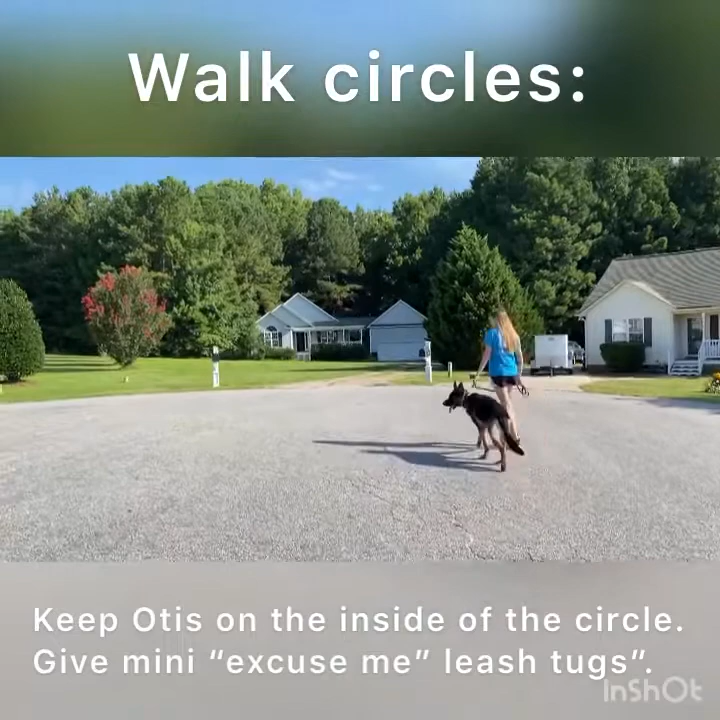 Walk circles:
Keep Otis on the inside of the circle.
Give mini “excuse me” leash tugs”.
InShOt